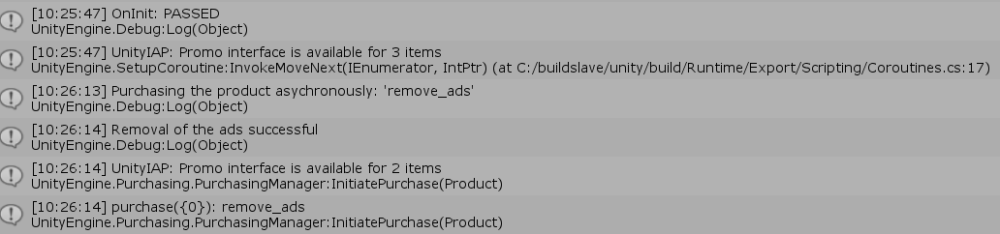 [10:25:47] OnInit: PASSED
UnityEngine.Debug:Log(Object)
[10:25:47] UnityIAP: Promo interface is available for 3 items
UnityEngine.SetupCoroutine:InvokeMoveNext(IEnumerator, IntPtr) (at C:/buildslave/unity/build/Runtime/Export/Scripting/Coroutines.cs:17)
[10:26:13] Purchasing the product asychronously: 'remove_ads'
UnityEngine.Debug:Log(Object)
[10:26:14] Removal of the ads successful
UnityEngine.Debug:Log(Object)
[10:26:14] UnityIAP: Promo interface is available for 2 items
UnityEngine.Purchasing.PurchasingManager:InitiatePurchase(Product)
[10:26:14] purchase({0}): remove_ads
UnityEngine.Purchasing.PurchasingManager:InitiatePurchase(Product)